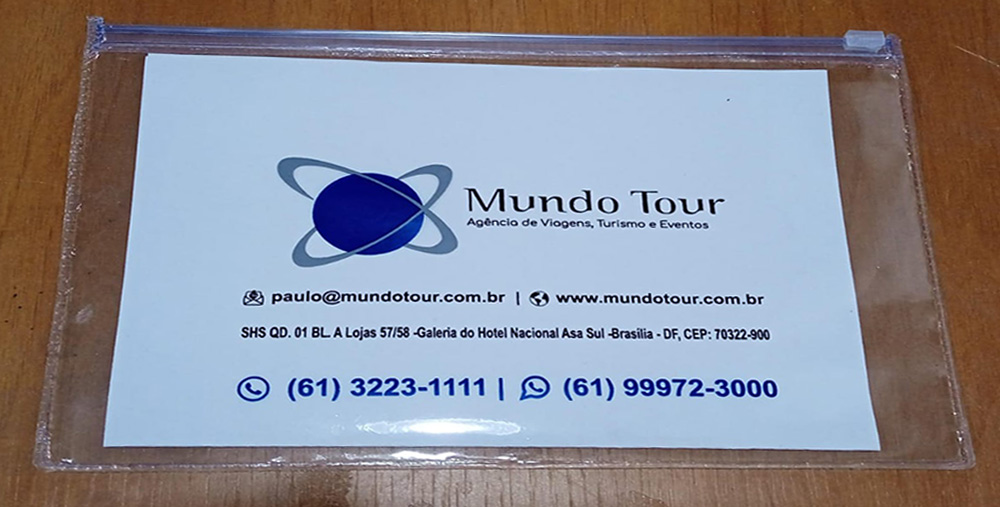 Mundo Tour
Agência de Viagens, Turismo e Eventos
paulo@mundotour.com.br | www.mundotour.com.br
SHS QD. 01 BL. A Lojas 57/58 -Galeria do Hotel Nacional Asa Sul -Brasilia - DF, CEP: 70322-900
(61) 3223-1111 | (61) 99972-3000